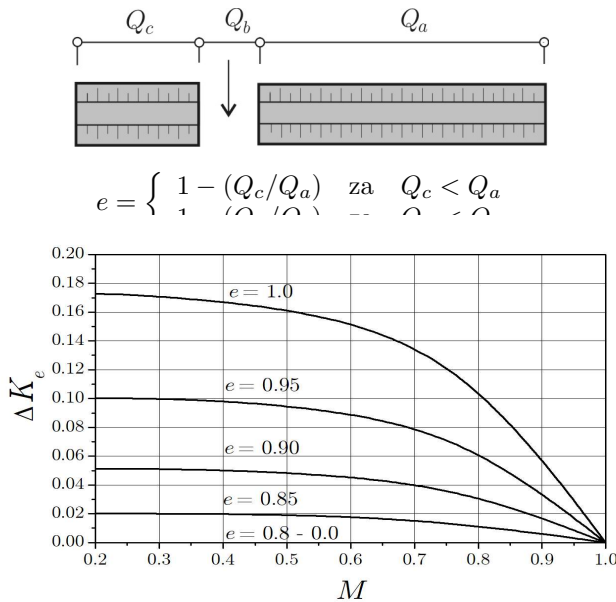 Q_c Q_b Q_a
e = { 1 − (Q_c/Q_a) za Q_c < Q_a
0.20
0.18
0.16
0.14
0.12
0.10
0.08
0.06
0.04
0.02
0.00
ΔK_e
e = 1.0
e = 0.95
e = 0.90
e = 0.85
e = 0.8 - 0.0
0.2 0.3 0.4 0.5 0.6 0.7 0.8 0.9 1.0
M